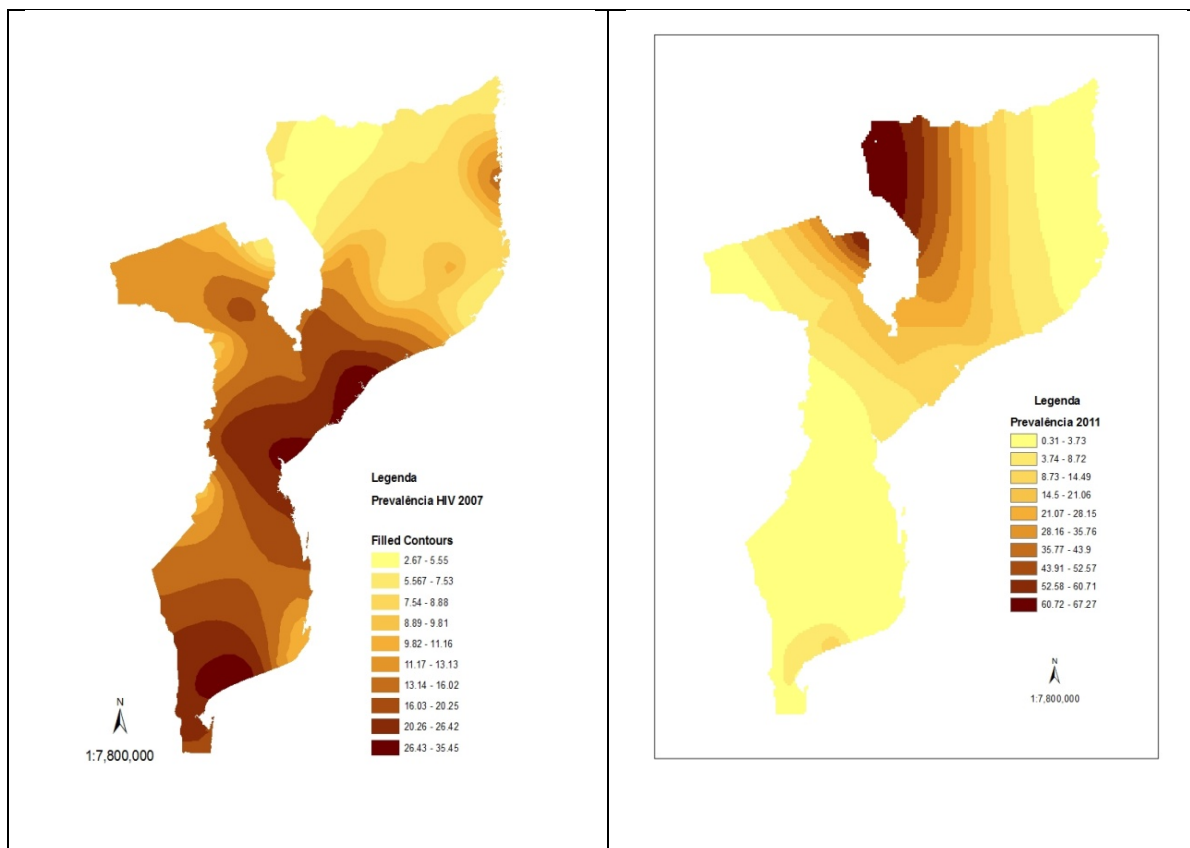 Legenda
Prevalência HIV 2007
Filled Contours
2.67 - 5.55
5.567 - 7.53
7.54 - 8.88
8.89 - 9.81
9.82 - 11.16
11.17 - 13.13
13.14 - 16.02
16.03 - 20.25
20.26 - 26.42
26.43 - 35.45
N
1:7,800,000
Legenda
Prevalência 2011
0.31 - 3.73
3.74 - 8.72
8.73 - 14.49
14.5 - 21.06
21.07 - 28.15
28.16 - 35.76
35.77 - 43.9
43.91 - 52.57
52.58 - 60.71
60.72 - 67.27
N
1:7,800,000